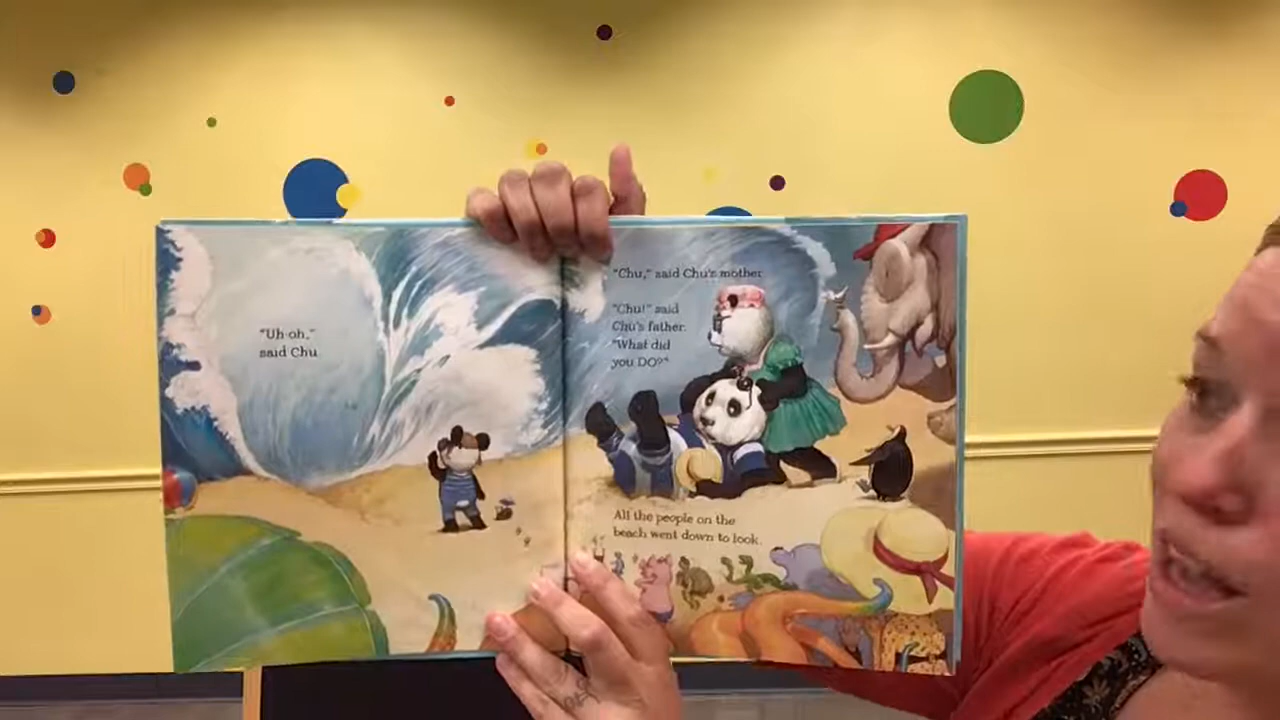 "Uh-oh,"
said Chu.
"Chu," said Chu's mother.
"Chu!" said
Chu's father.
"What did
you DO?"
All the people on the
beach went down to look.